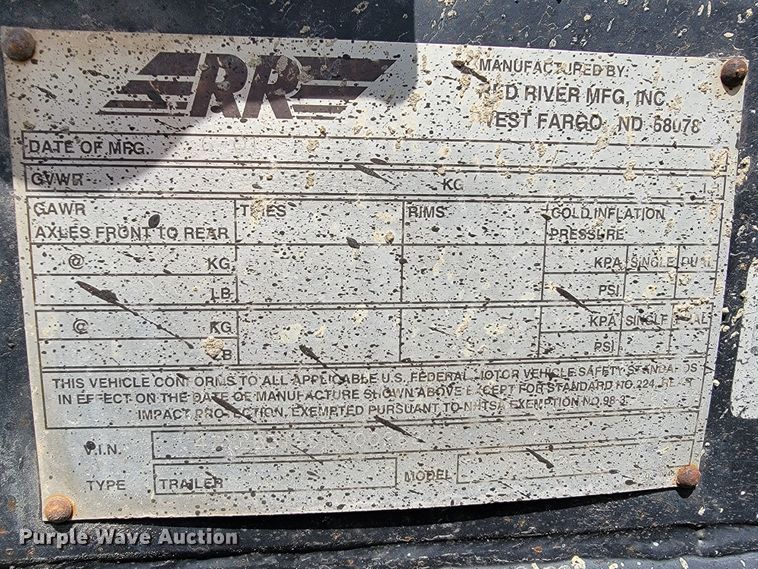 RR
MANUFACTURED BY:
RED RIVER MFG, INC
WEST FARGO, ND 58078
DATE OF MFG.
GVWR KG
GAWR TIRES RIMS COLD INFLATION
AXLES FRONT TO REAR PRESSURE
@ KG KPA SINGLE DUAL
LB PSI
@ KG KPA SINGLE DUAL
LB PSI
THIS VEHICLE CONFORMS TO ALL APPLICABLE U.S. FEDERAL MOTOR VEHICLE SAFETY STANDARDS
IN EFFECT ON THE DATE OF MANUFACTURE SHOWN ABOVE EXCEPT FOR STANDARD NO. 224, REAR
IMPACT PROTECTION, EXEMPTED PURSUANT TO NHTSA EXEMPTION NO.
V.I.N.
TYPE TRAILER MODEL
Purple Wave Auction